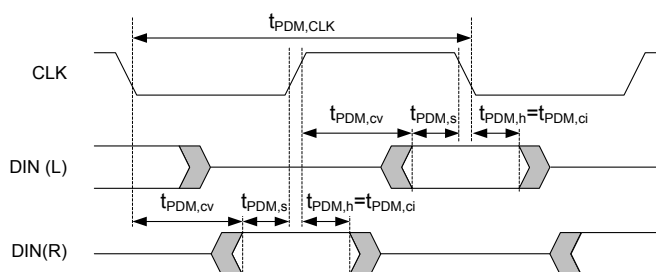 tPDM,CLK
CLK
tPDM,cv tPDM,s tPDM,h=tPDM,ci
DIN (L)
tPDM,cv tPDM,s tPDM,h=tPDM,ci
DIN(R)